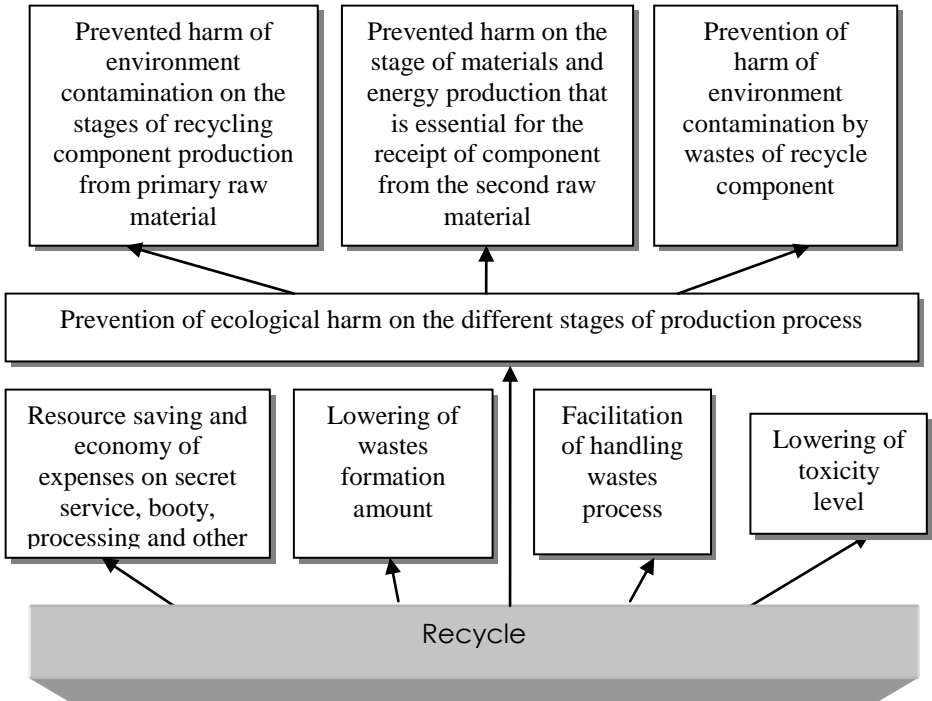 Prevented harm of
environment
contamination on the
stages of recycling
component production
from primary raw
material
Prevented harm on the
stage of materials and
energy production that
is essential for the
receipt of component
from the second raw
material
Prevention of
harm of
environment
contamination by
wastes of recycle
component
Prevention of ecological harm on the different stages of production process
Resource saving and
economy of
expenses on secret
service, booty,
processing and other
Lowering of
wastes
formation
amount
Facilitation
of handling
wastes
process
Lowering of
toxicity
level
Recycle